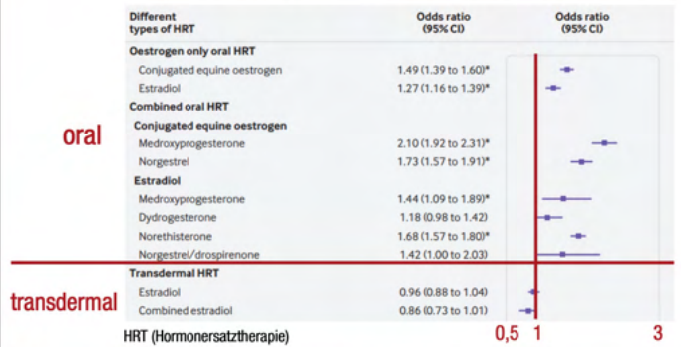 Different types of HRT Odds ratio (95% CI) Odds ratio (95% CI)
Oestrogen only oral HRT
Conjugated equine oestrogen 1.49 (1.39 to 1.60)*
Estradiol 1.27 (1.16 to 1.39)*
Combined oral HRT
Conjugated equine oestrogen
oral
Medroxyprogesterone 2.10 (1.92 to 2.31)*
Norgestrel 1.73 (1.57 to 1.91)*
Estradiol
Medroxyprogesterone 1.44 (1.09 to 1.89)*
Dydrogesterone 1.18 (0.98 to 1.42)
Norethisterone 1.68 (1.57 to 1.80)*
Norgestrel/drospirenone 1.42 (1.00 to 2.03)
Transdermal HRT
transdermal
Estradiol 0.96 (0.88 to 1.04)
Combined estradiol 0.86 (0.73 to 1.01)
HRT (Hormonersatztherapie) 0,5 1 3